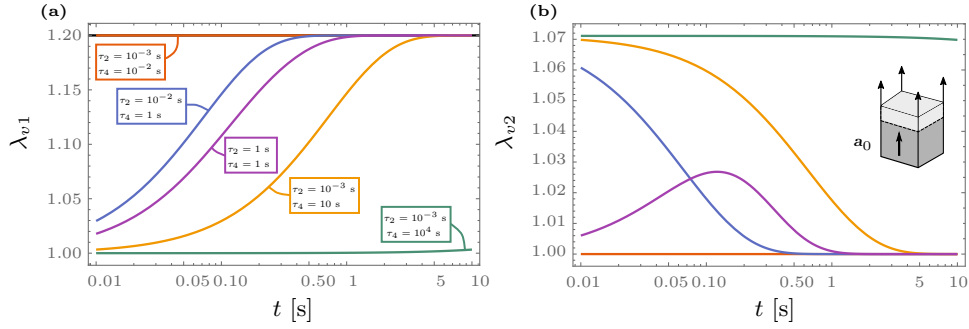 (a)
λv1
1.20
1.15
1.10
1.05
1.00
τ2 = 10⁻³ s
τ4 = 10⁻² s
τ2 = 10⁻² s
τ4 = 1 s
τ2 = 1 s
τ4 = 1 s
τ2 = 10⁻³ s
τ4 = 10 s
τ2 = 10⁻³ s
τ4 = 10⁴ s
0.01 0.05 0.10 0.50 1 5 10
t [s]
(b)
λv2
1.07
1.06
1.04
1.03
1.02
1.01
1.00
a0
0.01 0.05 0.10 0.50 1 5 10
t [s]